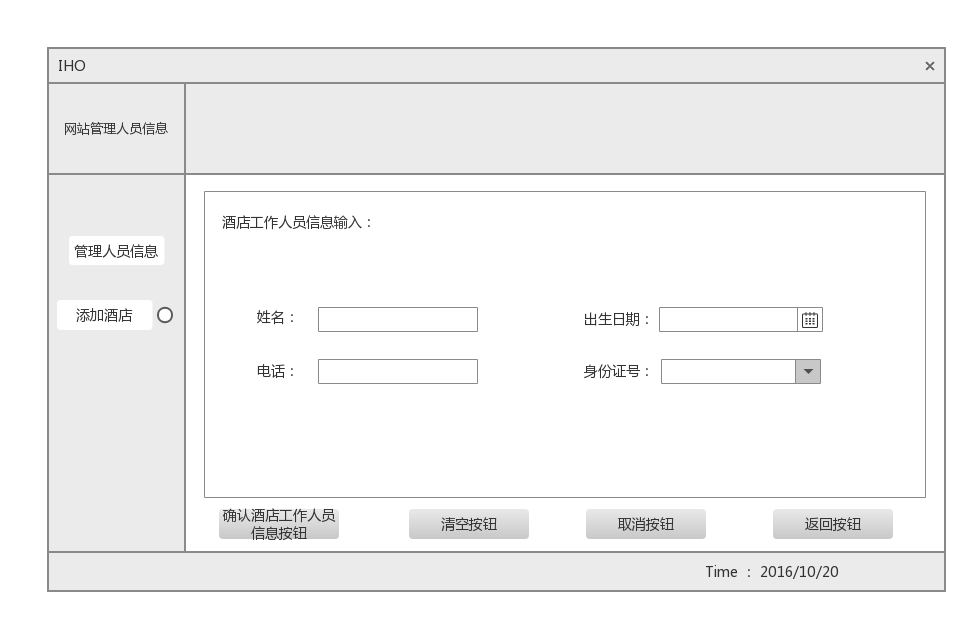 IHO
网站管理人员信息
酒店工作人员信息输入：
管理人员信息
添加酒店
姓名：
出生日期：
电话：
身份证号：
确认酒店工作人员
信息按钮
清空按钮
取消按钮
返回按钮
Time ： 2016/10/20